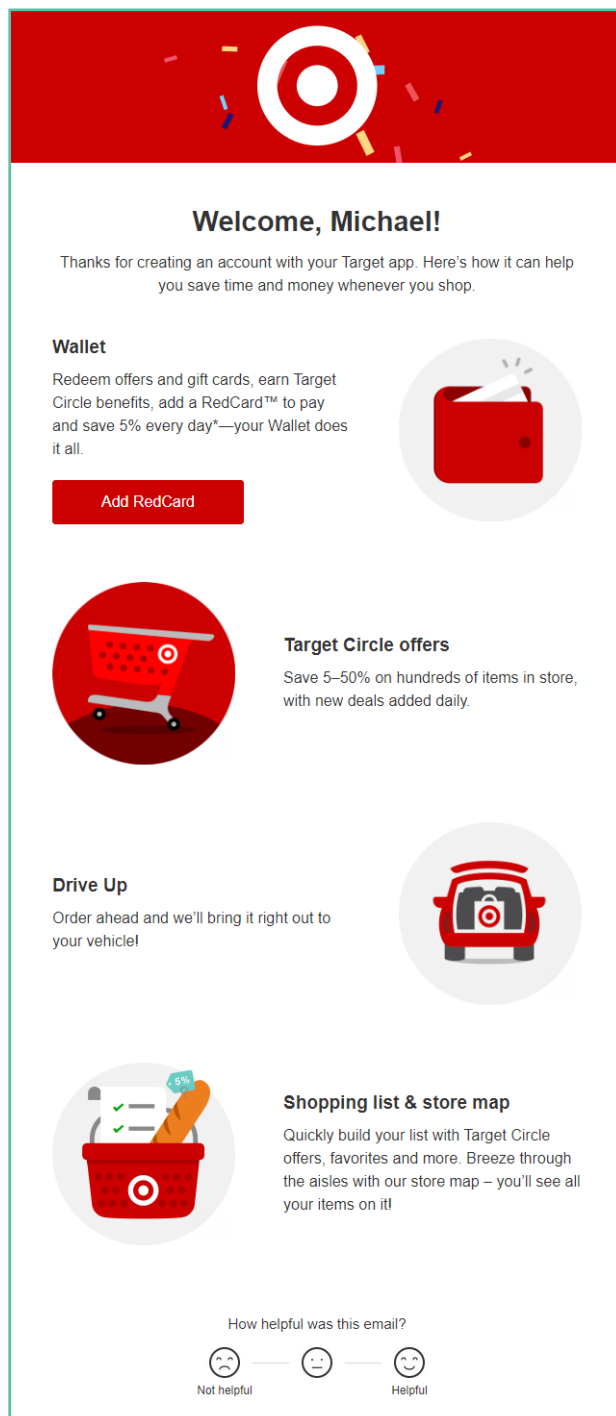 Welcome, Michael!
Thanks for creating an account with your Target app. Here's how it can help
you save time and money whenever you shop.
Wallet
Redeem offers and gift cards, earn Target
Circle benefits, add a RedCard™ to pay
and save 5% every day*—your Wallet does
it all.
Add RedCard
Target Circle offers
Save 5–50% on hundreds of items in store,
with new deals added daily.
Drive Up
Order ahead and we'll bring it right out to
your vehicle!
5%
Shopping list & store map
Quickly build your list with Target Circle
offers, favorites and more. Breeze through
the aisles with our store map – you'll see all
your items on it!
How helpful was this email?
Not helpful
Helpful